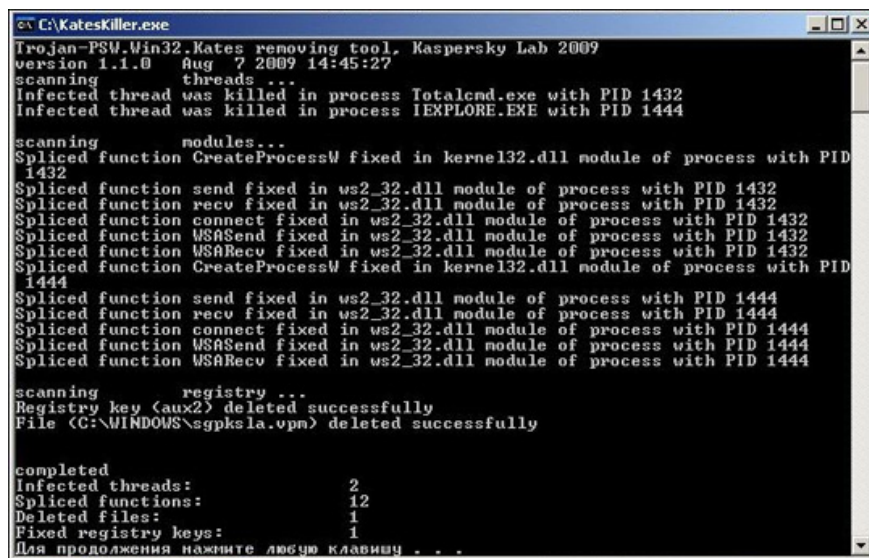 C:\KatesKiller.exe
Trojan-PSW.Win32.Kates removing tool, Kaspersky Lab 2009
version 1.1.0   Aug  7 2009 14:45:27
scanning        threads ...
Infected thread was killed in process Totalcmd.exe with PID 1432
Infected thread was killed in process IEXPLORE.EXE with PID 1444
scanning        modules...
Spliced function CreateProcessW fixed in kernel32.dll module of process with PID
1432
Spliced function send fixed in ws2_32.dll module of process with PID 1432
Spliced function recv fixed in ws2_32.dll module of process with PID 1432
Spliced function connect fixed in ws2_32.dll module of process with PID 1432
Spliced function WSASend fixed in ws2_32.dll module of process with PID 1432
Spliced function WSARecv fixed in ws2_32.dll module of process with PID 1432
Spliced function CreateProcessW fixed in kernel32.dll module of process with PID
1444
Spliced function send fixed in ws2_32.dll module of process with PID 1444
Spliced function recv fixed in ws2_32.dll module of process with PID 1444
Spliced function connect fixed in ws2_32.dll module of process with PID 1444
Spliced function WSASend fixed in ws2_32.dll module of process with PID 1444
Spliced function WSARecv fixed in ws2_32.dll module of process with PID 1444
scanning        registry ...
Registry key (aux2) deleted successfully
File (C:\WINDOWS\sgpksla.vpm) deleted successfully
completed
Infected threads:               2
Spliced functions:              12
Deleted files:                  1
Fixed registry keys:            1
Для продолжения нажмите любую клавишу . . .